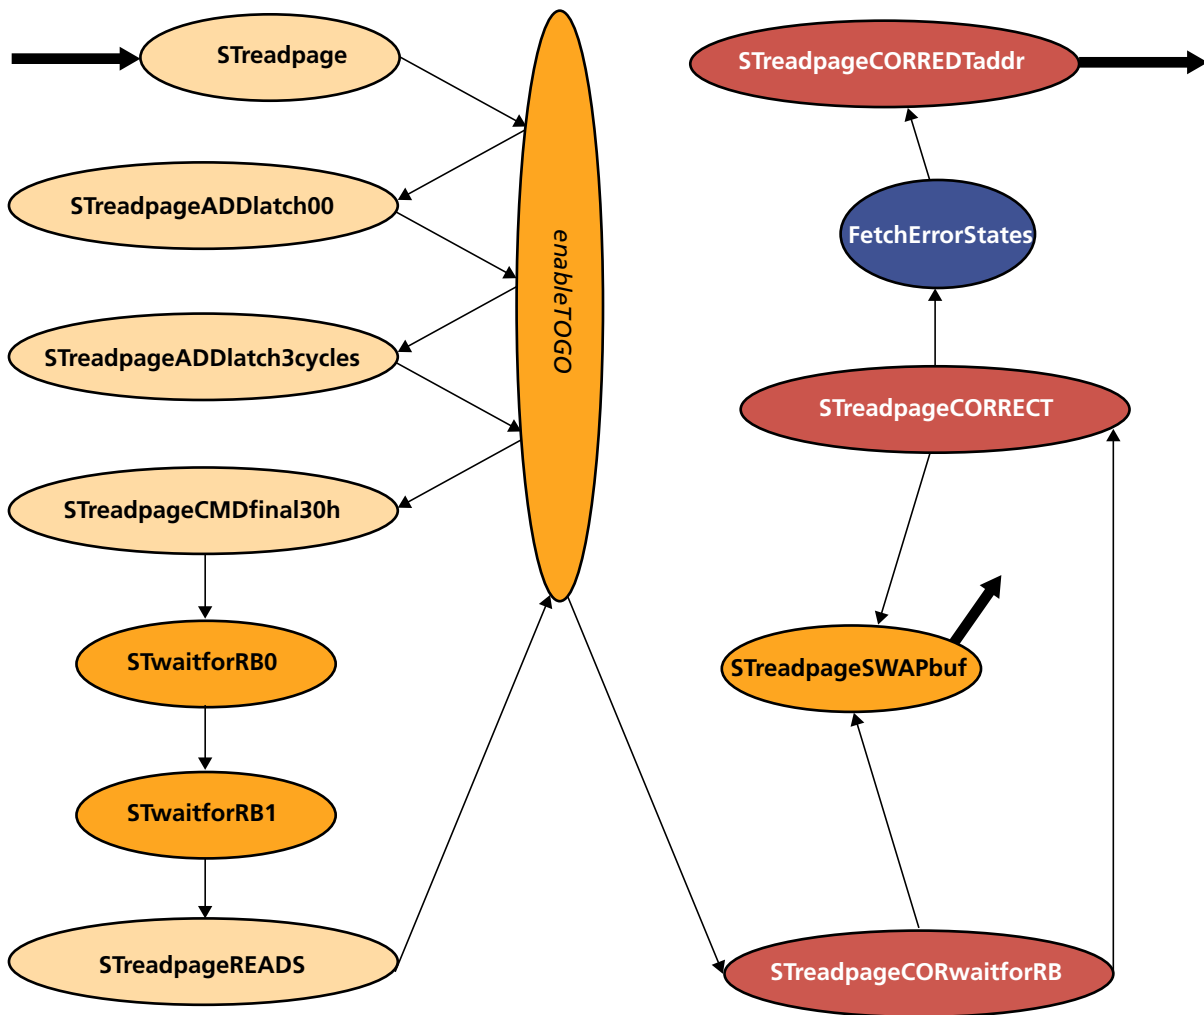 STreadpage
STreadpageADDlatch00
STreadpageADDlatch3cycles
STreadpageCMDfinal30h
STwaitforRB0
STwaitforRB1
STreadpageREADS
enableTOGO
STreadpageCORREDTaddr
FetchErrorStates
STreadpageCORRECT
STreadpageSWAPbuf
STreadpageCORwaitforRB